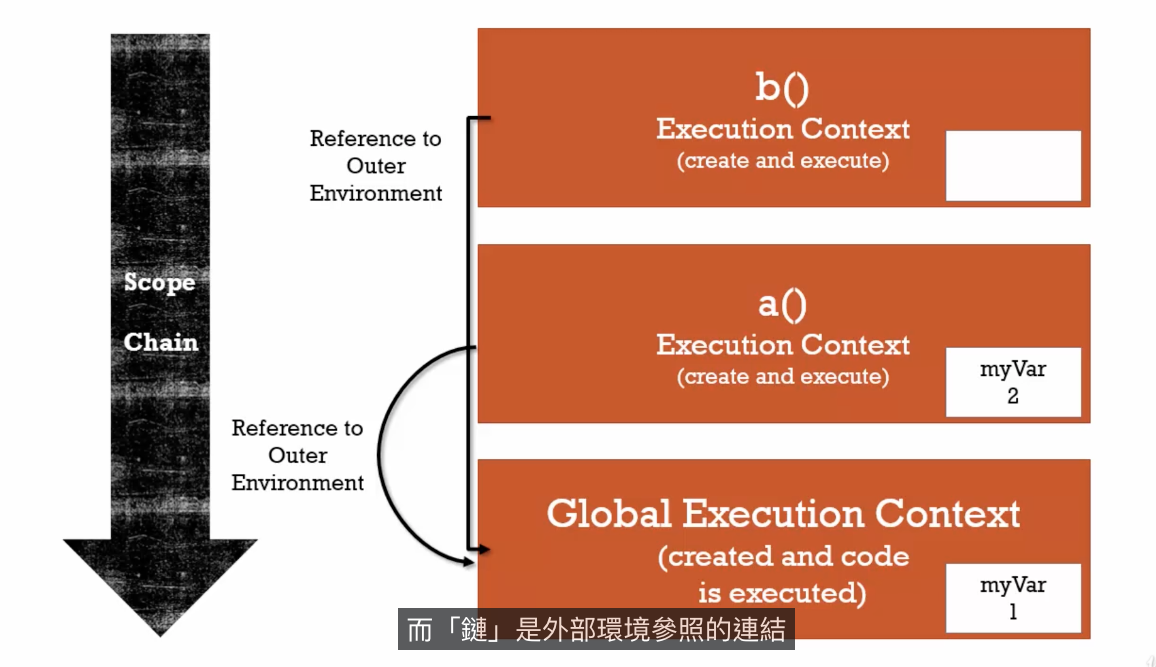 b()
Execution Context
(create and execute)
Reference to
Outer
Environment
Scope
Chain
a()
Execution Context
(create and execute)
myVar
2
Reference to
Outer
Environment
Global Execution Context
(created and code
is executed)
myVar
1
而「鏈」是外部環境參照的連結